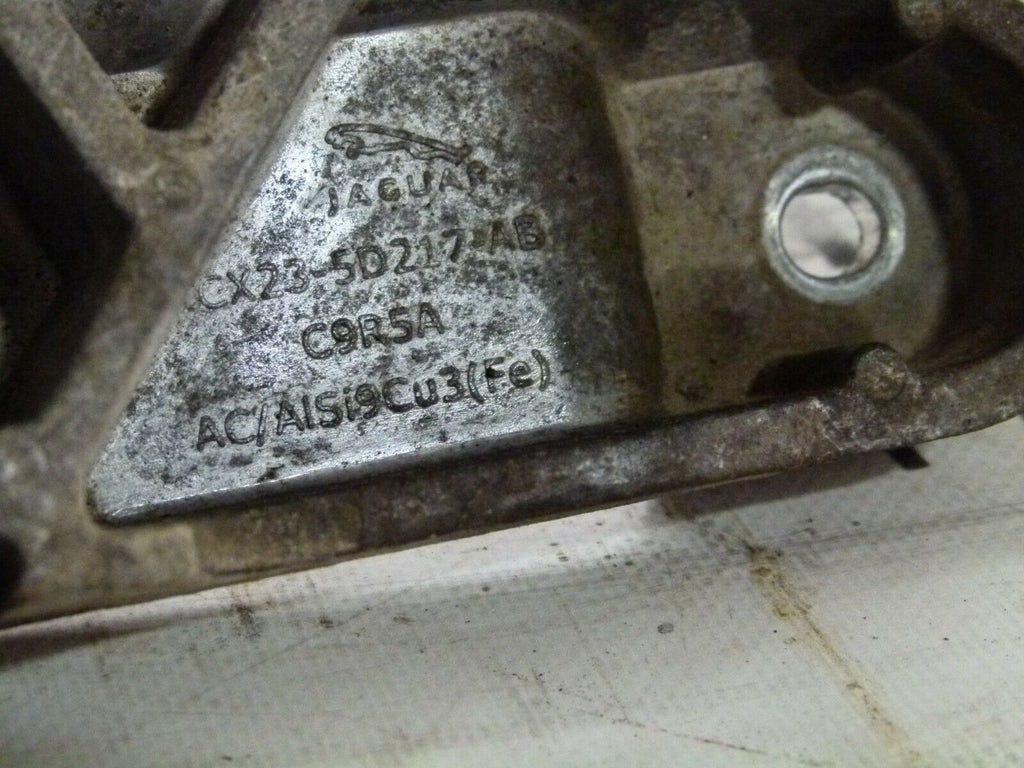 JAGUAR
CX23-5D217-AB
C9R5A
AC/AlSi9Cu3(Fe)